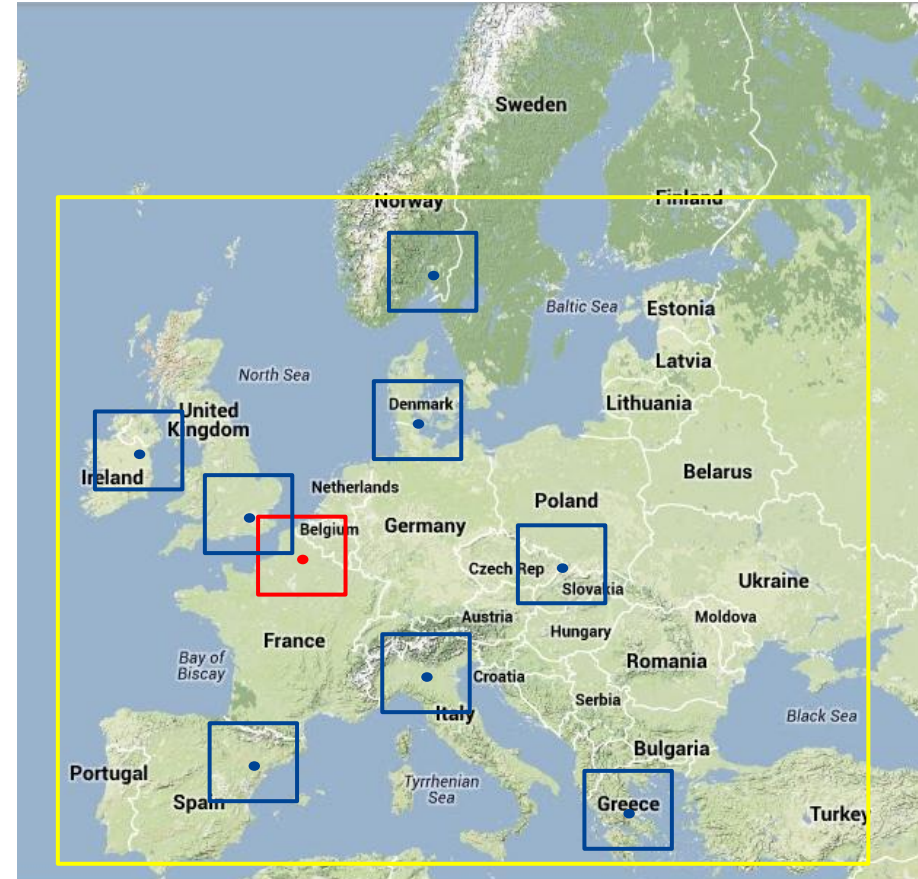 Sweden
Norway
Finland
Baltic Sea
Estonia
Latvia
North Sea
Denmark
Lithuania
United
Kingdom
Ireland
Belarus
Netherlands
Poland
Belgium
Germany
Czech Rep
Slovakia
Ukraine
Austria
Moldova
France
Hungary
Bay of
Biscay
Romania
Croatia
Serbia
Italy
Black Sea
Bulgaria
Portugal
Tyrrhenian
Sea
Spain
Greece
Turkey